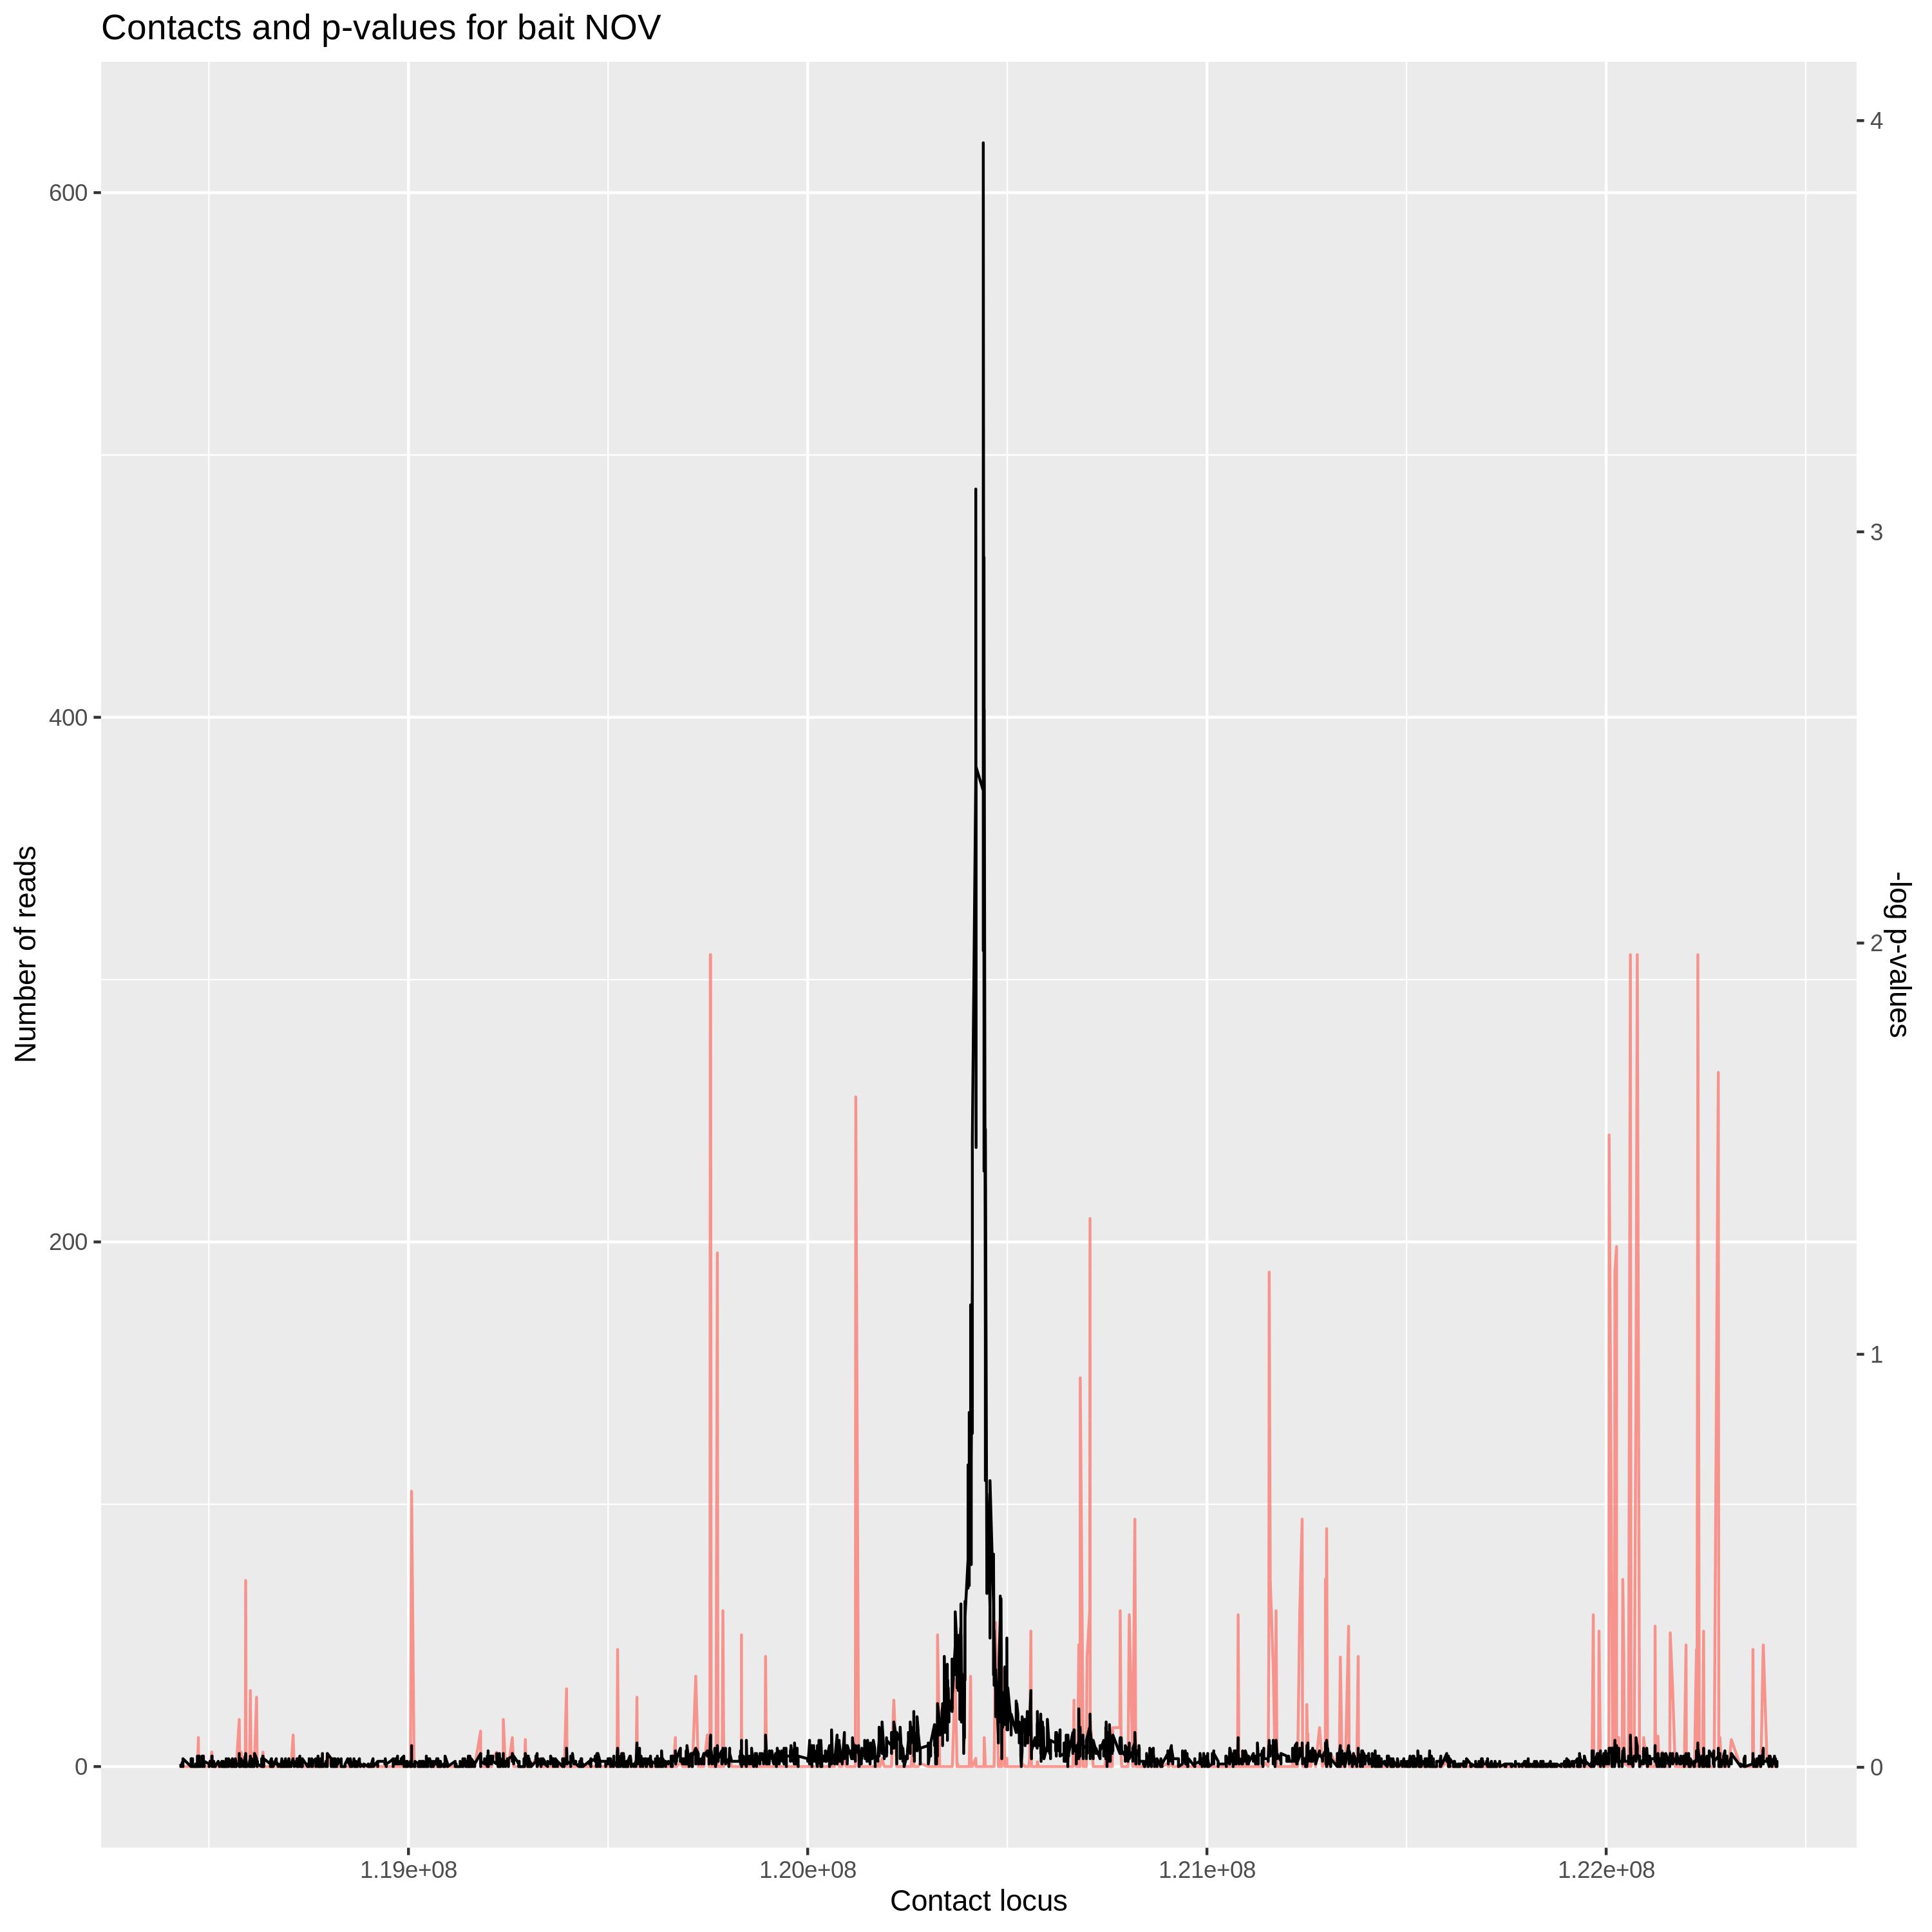 Contacts and p-values for bait NOV
600
400
200
0
Number of reads
4
3
2
1
0
-log p-values
1.19e+08
1.20e+08
1.21e+08
1.22e+08
Contact locus